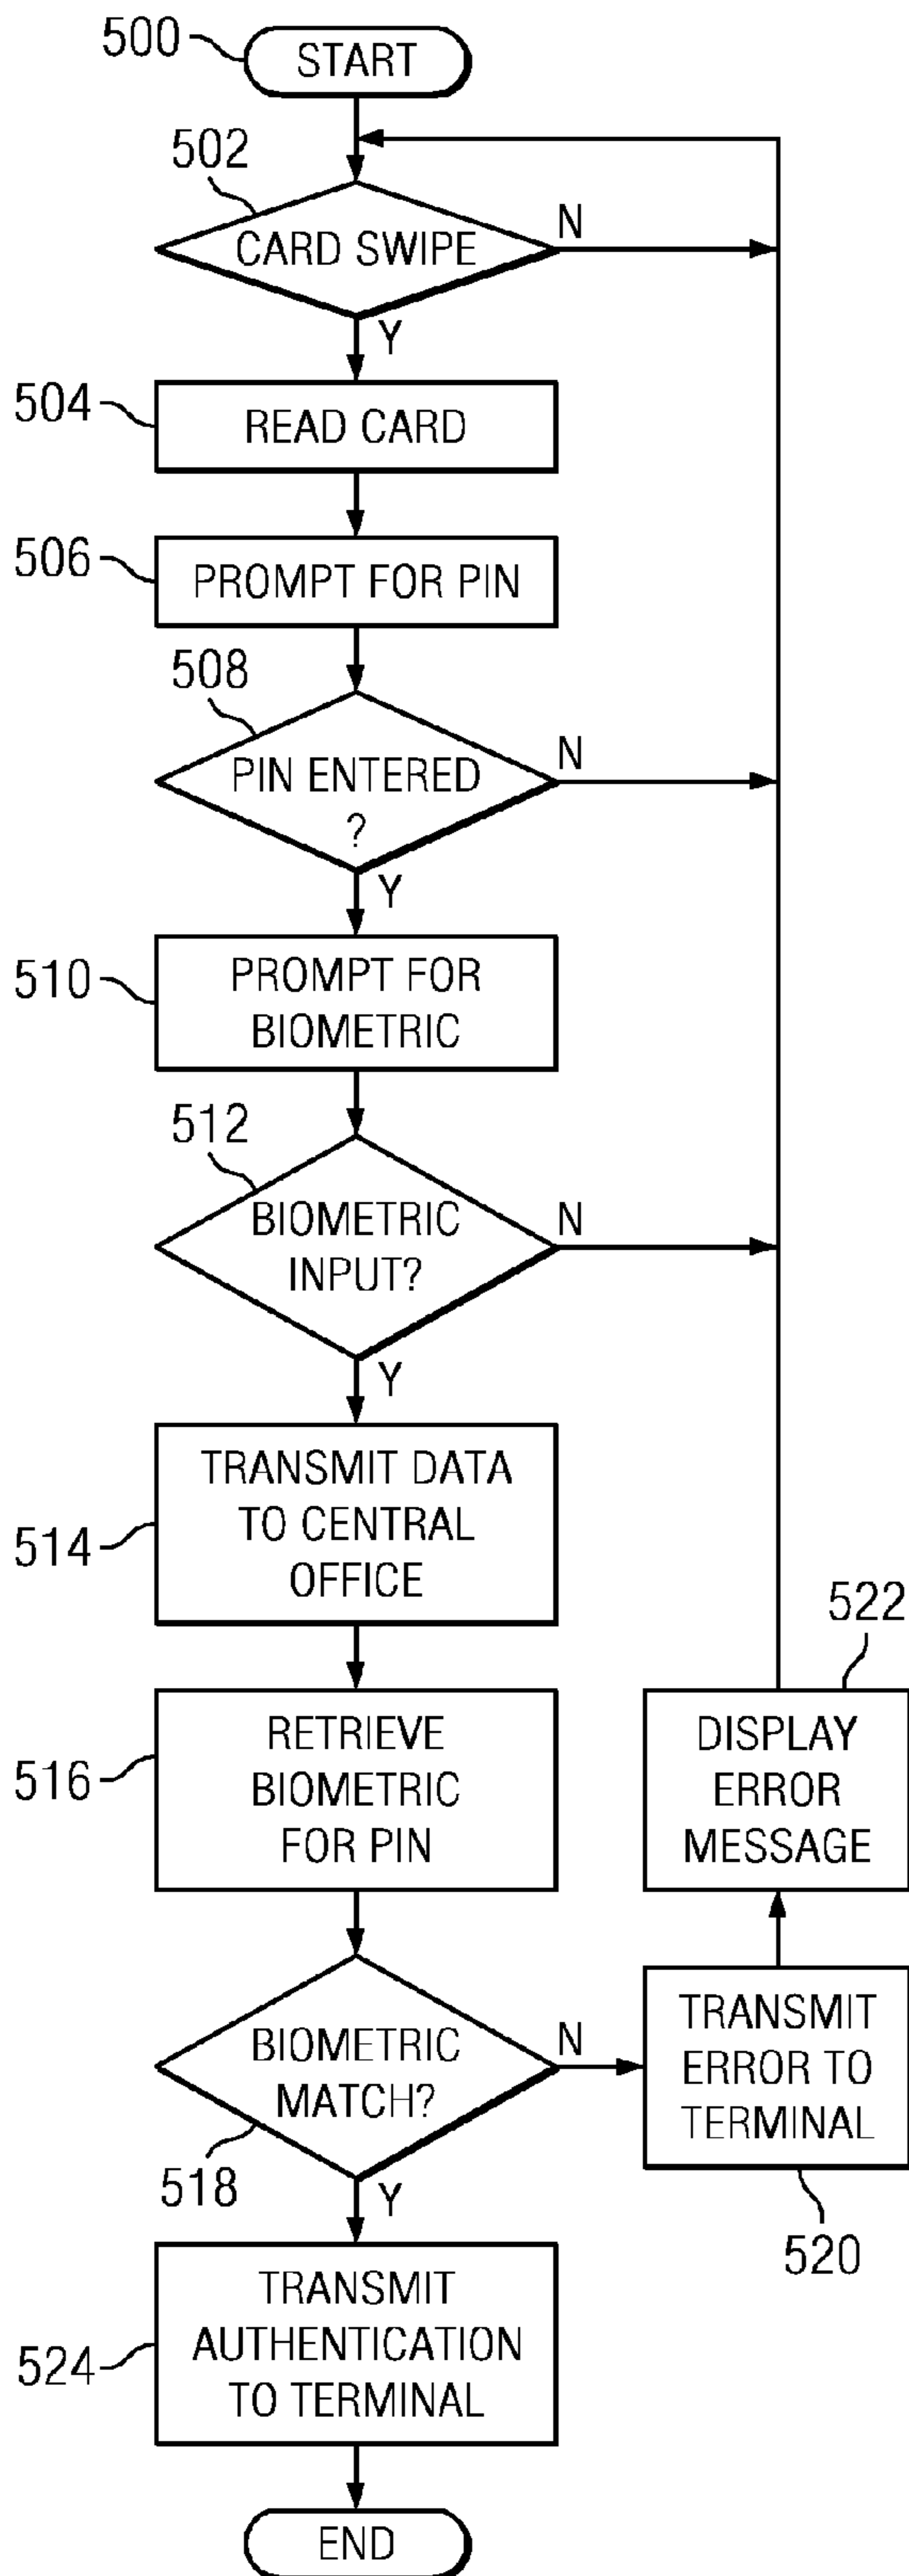 500
START
502
CARD SWIPE
N
Y
504
READ CARD
506
PROMPT FOR PIN
508
PIN ENTERED
?
N
Y
510
PROMPT FOR
BIOMETRIC
512
BIOMETRIC
INPUT?
N
Y
514
TRANSMIT DATA
TO CENTRAL
OFFICE
516
RETRIEVE
BIOMETRIC
FOR PIN
522
DISPLAY
ERROR
MESSAGE
BIOMETRIC
MATCH?
518
N
Y
TRANSMIT
ERROR TO
TERMINAL
520
524
TRANSMIT
AUTHENTICATION
TO TERMINAL
END